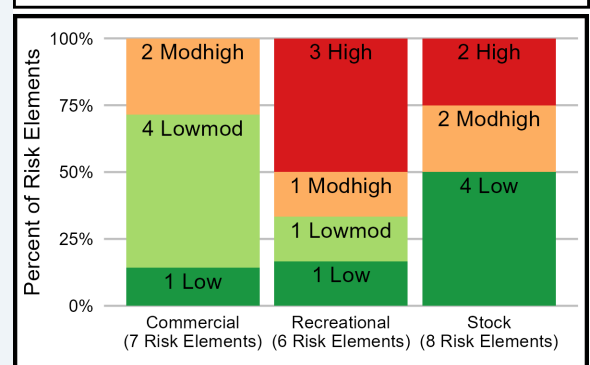 Percent of Risk Elements
100%
75%
50%
25%
0%
2 Modhigh
4 Lowmod
1 Low
3 High
1 Modhigh
1 Lowmod
1 Low
2 High
2 Modhigh
4 Low
Commercial
(7 Risk Elements)
Recreational
(6 Risk Elements)
Stock
(8 Risk Elements)